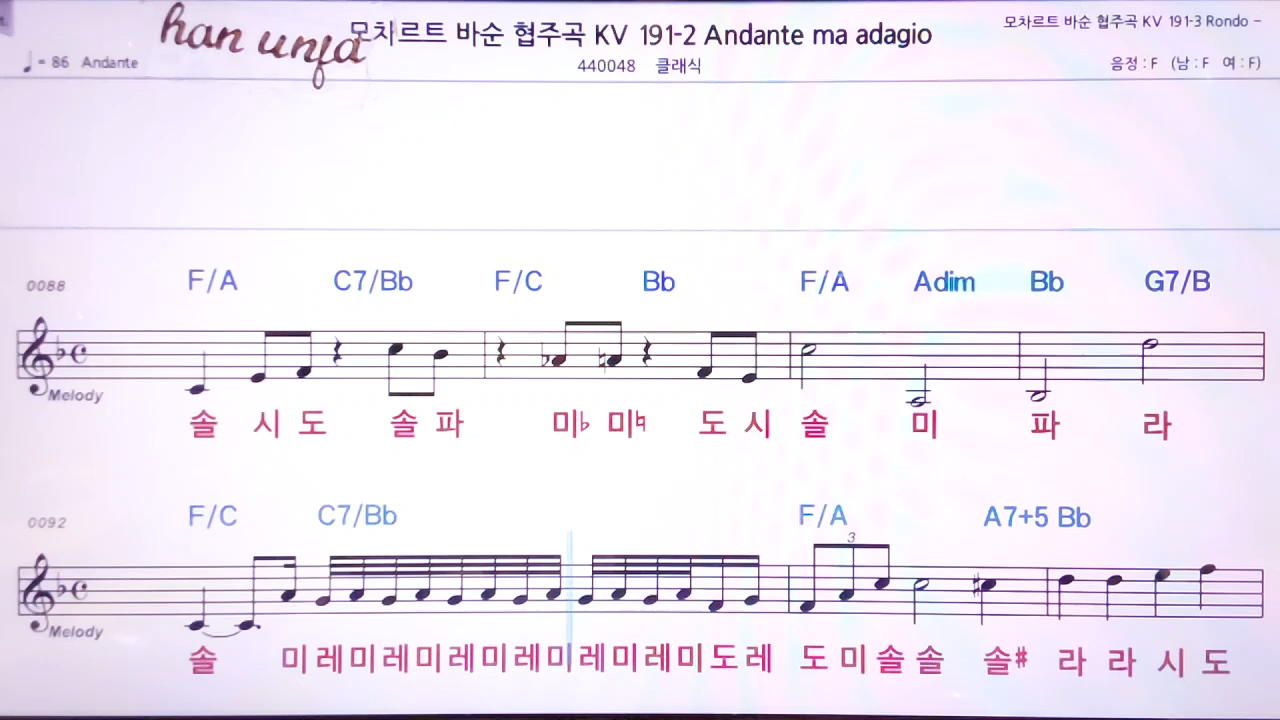 han unfa
모차르트 바순 협주곡 KV 191-2 Andante ma adagio
모차르트 바순 협주곡 KV 191-3 Rondo -
♩ = 86 Andante
440048 클래식
음정 : F (남 : F 여 : F)
0088
F/A C7/Bb F/C Bb F/A Adim Bb G7/B
Melody
솔 시 도 솔 파 미♭ 미♮ 도 시 솔 미 파 라
0092
F/C C7/Bb F/A A7+5 Bb
3
Melody
솔 미 레 미 레 미 레 미 레 미 레 미 레 미 도 레 도 미 솔 솔 솔# 라 라 시 도